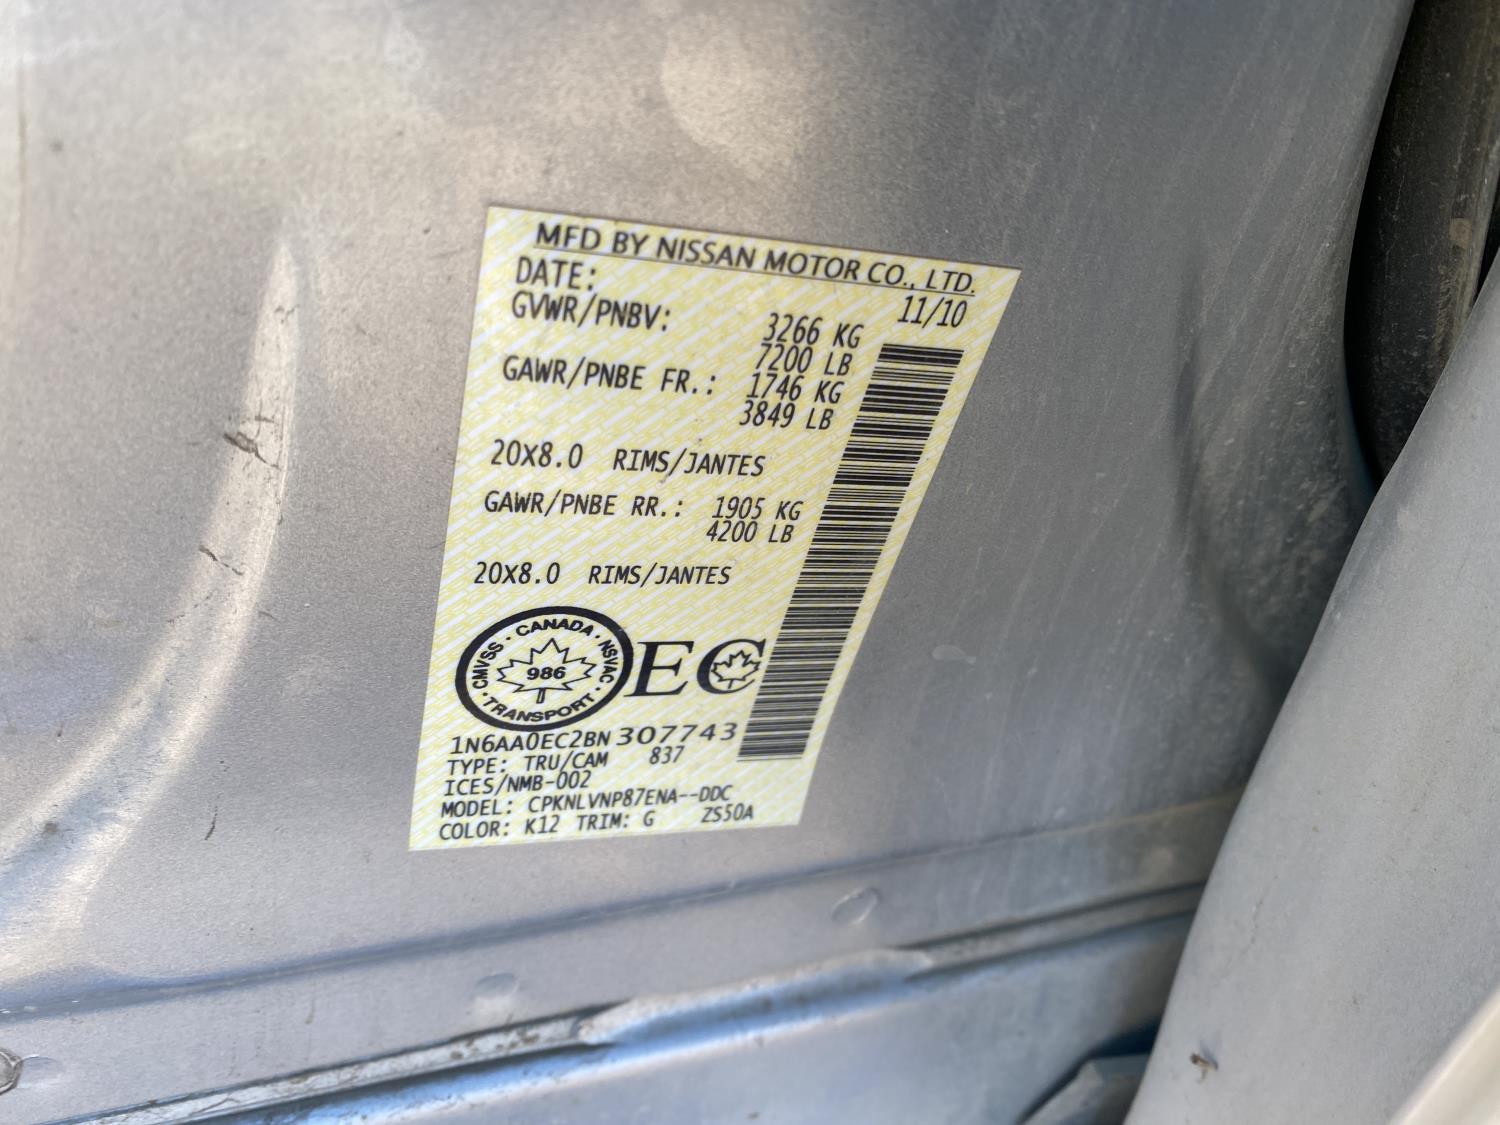 MFD BY NISSAN MOTOR CO., LTD.
DATE: 11/10
GVWR/PNBV: 3266 KG
7200 LB
GAWR/PNBE FR.: 1746 KG
3849 LB
20X8.0 RIMS/JANTES
GAWR/PNBE RR.: 1905 KG
4200 LB
20X8.0 RIMS/JANTES
CANADA · NSVAC · TRANSPORT · CMVSS ·
986
EC
1N6AA0EC2BN307743
TYPE: TRU/CAM 837
ICES/NMB-002
MODEL: CPKNLVNP87ENA--DDC
COLOR: K12 TRIM: G ZS50A